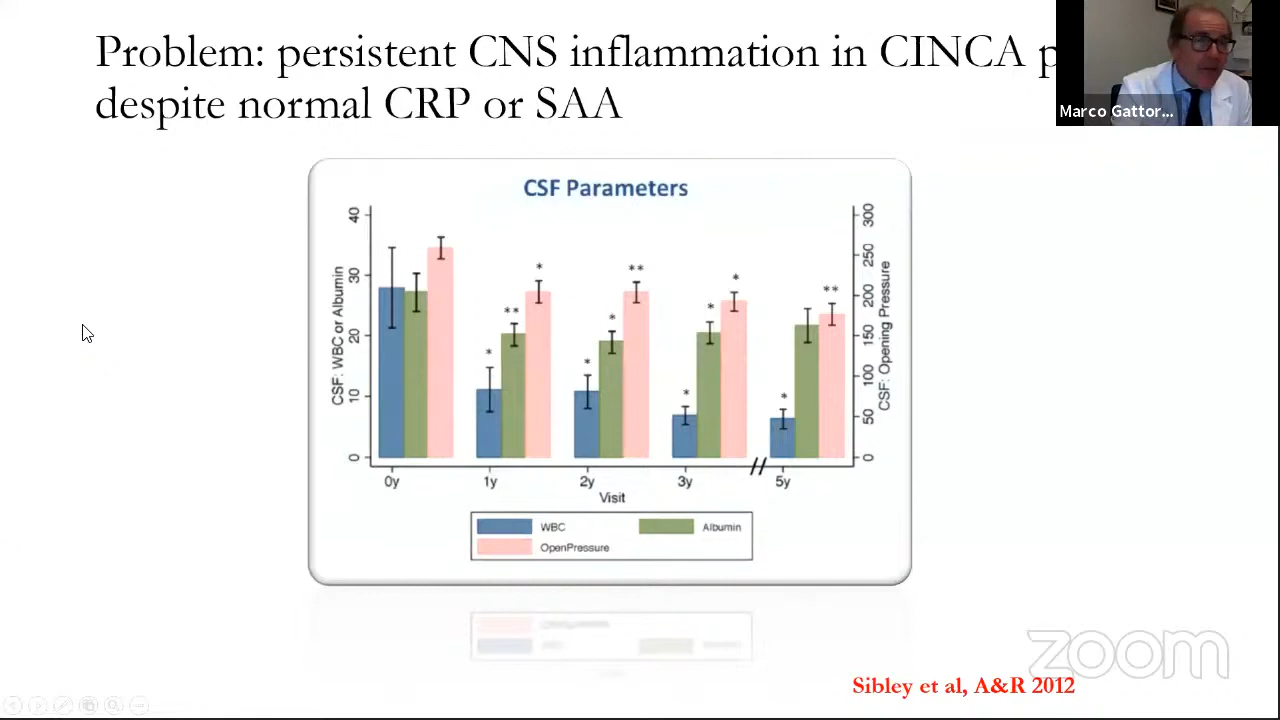 Problem: persistent CNS inflammation in CINCA p
despite normal CRP or SAA
Marco Gattor...
CSF Parameters
CSF: WBC or Albumin
40
30
20
10
0
300
250
200
150
100
50
0
CSF: Opening Pressure
*
**
*
*
*
**
*
*
*
*
**
0y
1y
2y
3y
5y
Visit
WBC
Albumin
OpenPressure
zoom
Sibley et al, A&R 2012